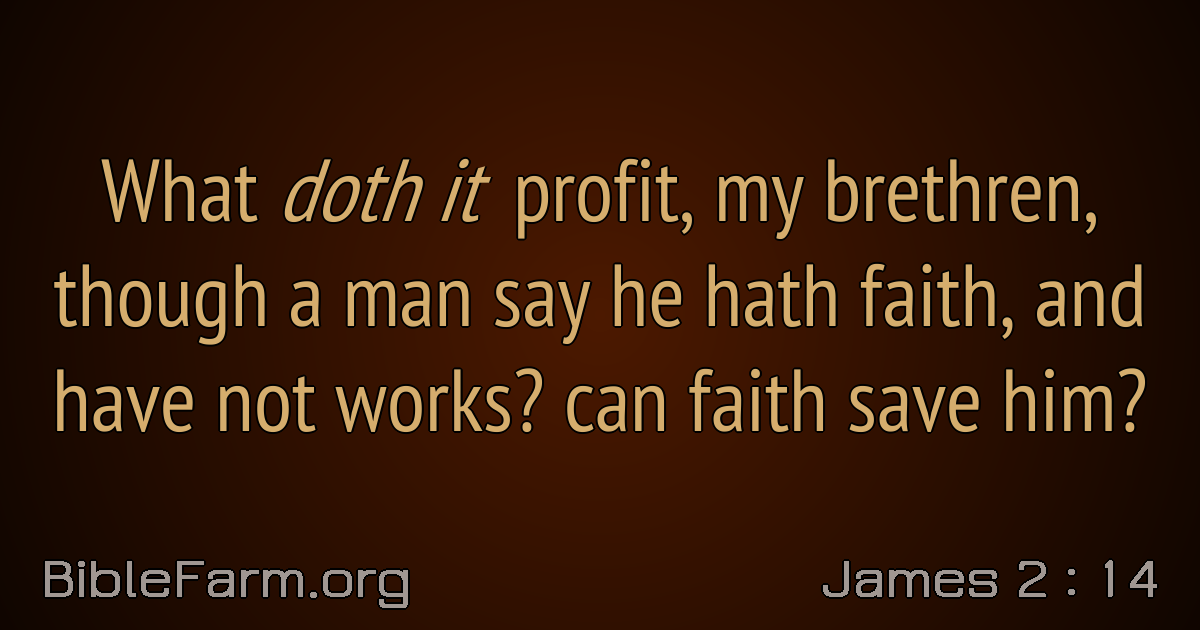 What doth it profit, my brethren,
though a man say he hath faith, and
have not works? can faith save him?
BibleFarm.org
James 2 : 14